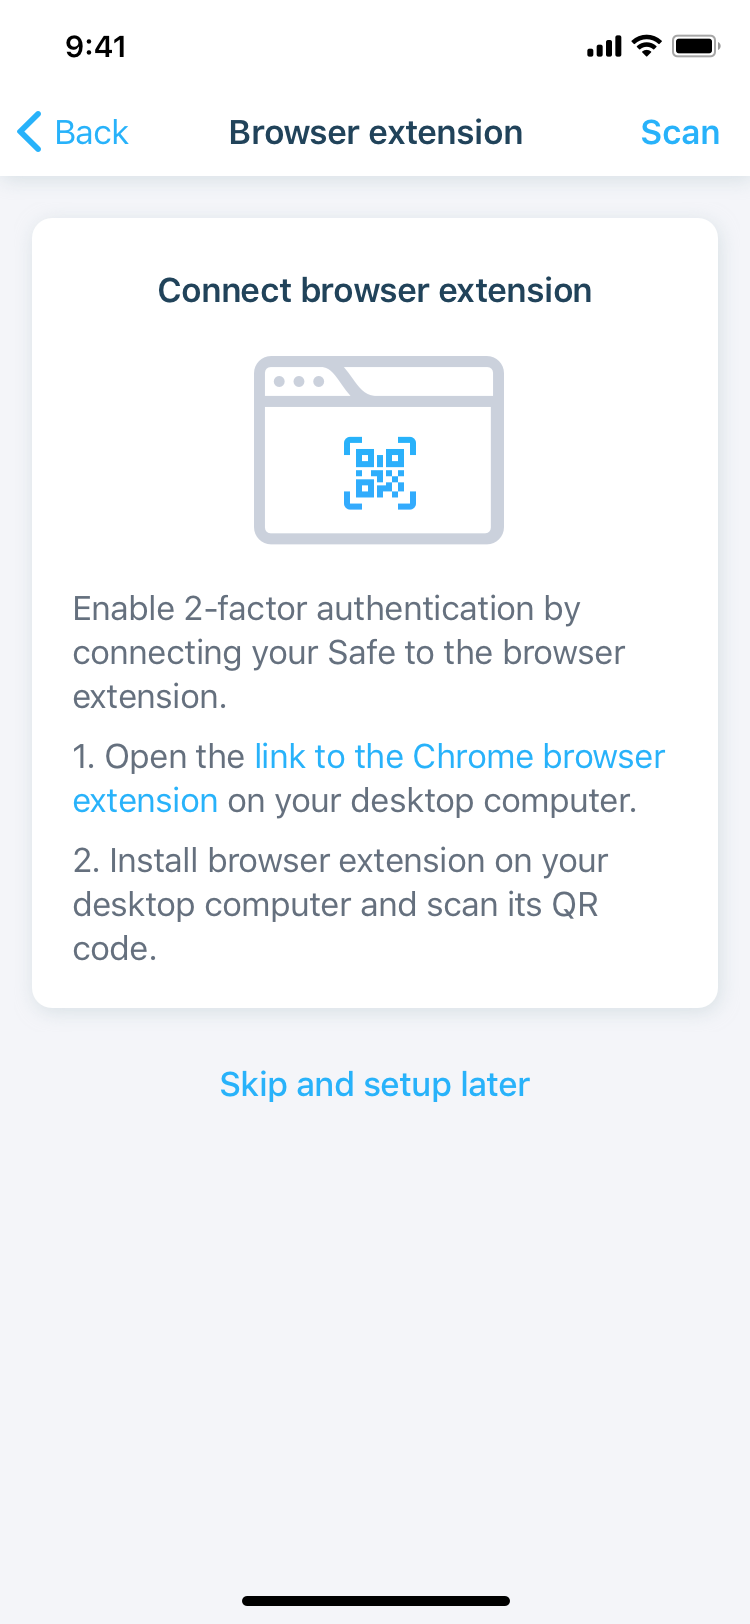 9:41
Back
Browser extension
Scan
Connect browser extension
Enable 2-factor authentication by
connecting your Safe to the browser
extension.
1. Open the link to the Chrome browser
extension on your desktop computer.
2. Install browser extension on your
desktop computer and scan its QR
code.
Skip and setup later